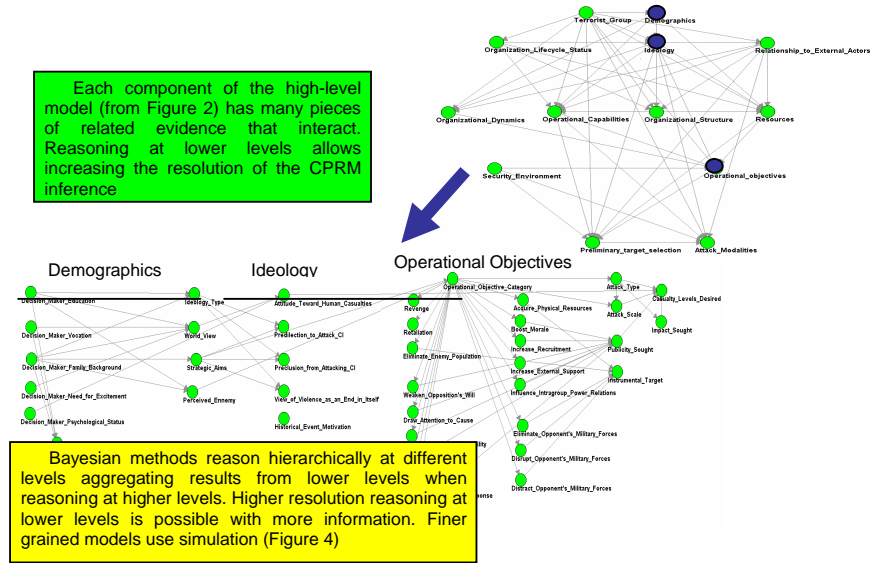 Terrorist_Group
Demographics
Organization_Lifecycle_Status
Ideology
Relationship_to_External_Actors
Each component of the high-level
model (from Figure 2) has many pieces
of related evidence that interact.
Reasoning at lower levels allows
increasing the resolution of the CPRM
inference
Organizational_Dynamics
Operational_Capabilities
Organizational_Structure
Resources
Security_Environment
Operational_objectives
Preliminary_target_selection
Attack_Modalities
Demographics
Ideology
Operational Objectives
Decision_Maker_Education
Ideology_Type
Attitude_Toward_Human_Casualties
Operational_Objective_Category
Attack_Type
Casualty_Levels_Desired
Revenge
Acquire_Physical_Resources
Attack_Scale
Decision_Maker_Vocation
World_View
Predilection_to_Attack_CI
Retaliation
Boost_Morale
Impact_Sought
Decision_Maker_Family_Background
Strategic_Aims
Preclusion_from_Attacking_CI
Eliminate_Enemy_Population
Increase_Recruitment
Publicity_Sought
Increase_External_Support
Instrumental_Target
Decision_Maker_Need_for_Excitement
Perceived_Ennemy
View_of_Violence_as_an_End_in_Itself
Weaken_Opposition's_Will
Influence_Intragroup_Power_Relations
Decision_Maker_Psychological_Status
Historical_Event_Motivation
Draw_Attention_to_Cause
Eliminate_Opponent's_Military_Forces
Disrupt_Opponent's_Military_Forces
Distract_Opponent's_Military_Forces
Bayesian methods reason hierarchically at different
levels aggregating results from lower levels when
reasoning at higher levels. Higher resolution reasoning at
lower levels is possible with more information. Finer
grained models use simulation (Figure 4)